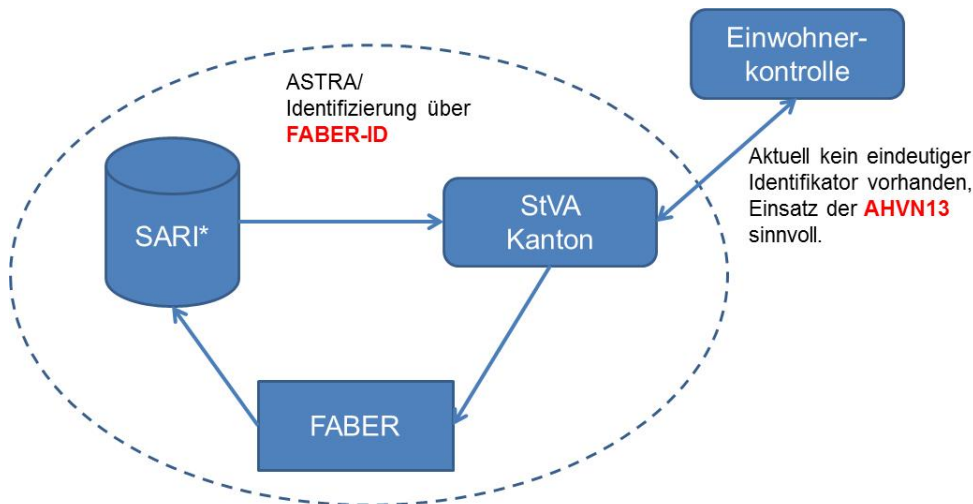 Einwohner-
kontrolle
ASTRA/
Identifizierung über
FABER-ID
Aktuell kein eindeutiger
Identifikator vorhanden,
Einsatz der AHVN13
sinnvoll.
StVA
Kanton
SARI*
FABER